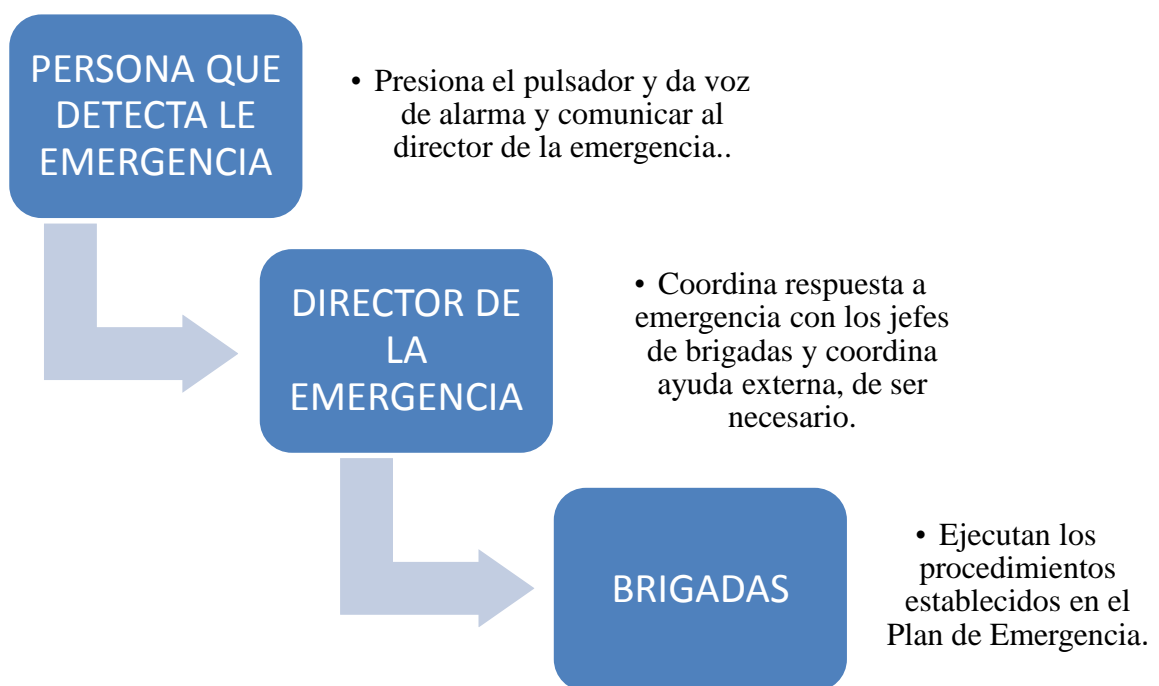 PERSONA QUE
DETECTA LE
EMERGENCIA
• Presiona el pulsador y da voz
de alarma y comunicar al
director de la emergencia..
DIRECTOR DE
LA
EMERGENCIA
• Coordina respuesta a
emergencia con los jefes
de brigadas y coordina
ayuda externa, de ser
necesario.
BRIGADAS
• Ejecutan los
procedimientos
establecidos en el
Plan de Emergencia.